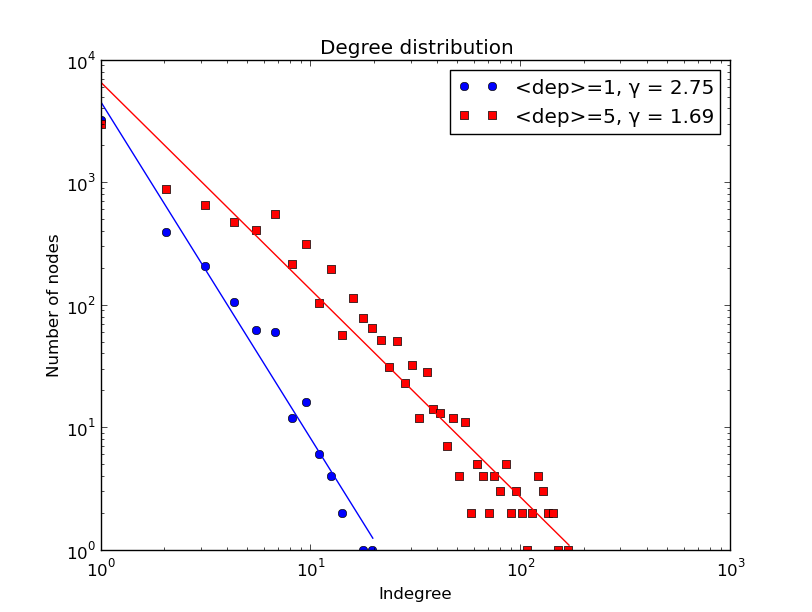 Degree distribution
<dep>=1, γ = 2.75
<dep>=5, γ = 1.69
Number of nodes
10^4
10^3
10^2
10^1
10^0
10^0 10^1 10^2 10^3
Indegree